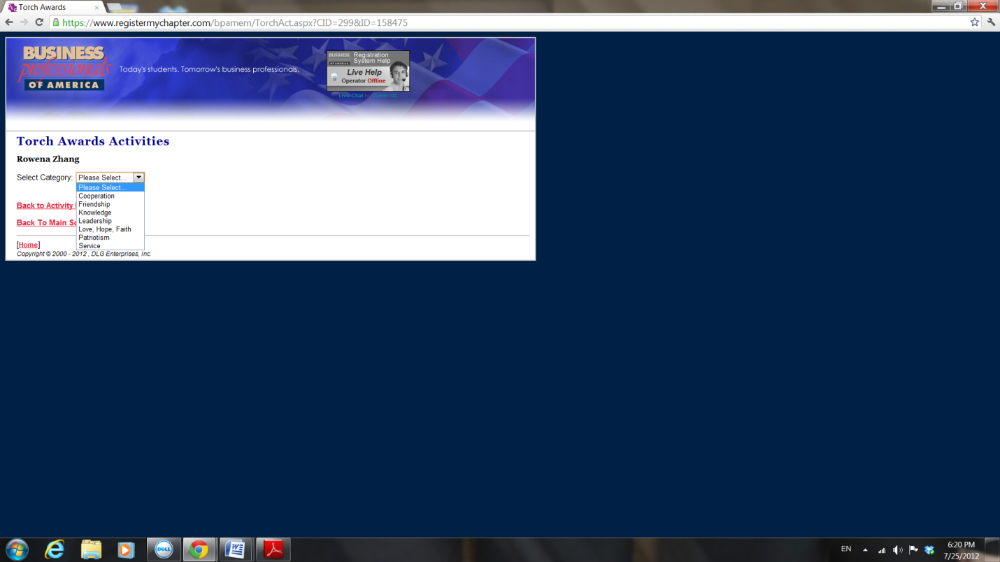 Torch Awards
https://www.registermychapter.com/bpamem/TorchAct.aspx?CID=299&ID=158475
BUSINESS
professionals
OF AMERICA
Today's students. Tomorrow's business professionals.
BUSINESS
OF AMERICA
Registration
System Help
Live Help
Operator Offline
Live Chat by Comm100
Torch Awards Activities
Rowena Zhang
Select Category: Please Select...
Please Select...
Cooperation
Friendship
Knowledge
Leadership
Love, Hope, Faith
Patriotism
Service
Back to Activity
Back To Main
[Home]
Copyright © 2000 - 2012 , DLG Enterprises, Inc.
DELL
EN
6:20 PM
7/25/2012